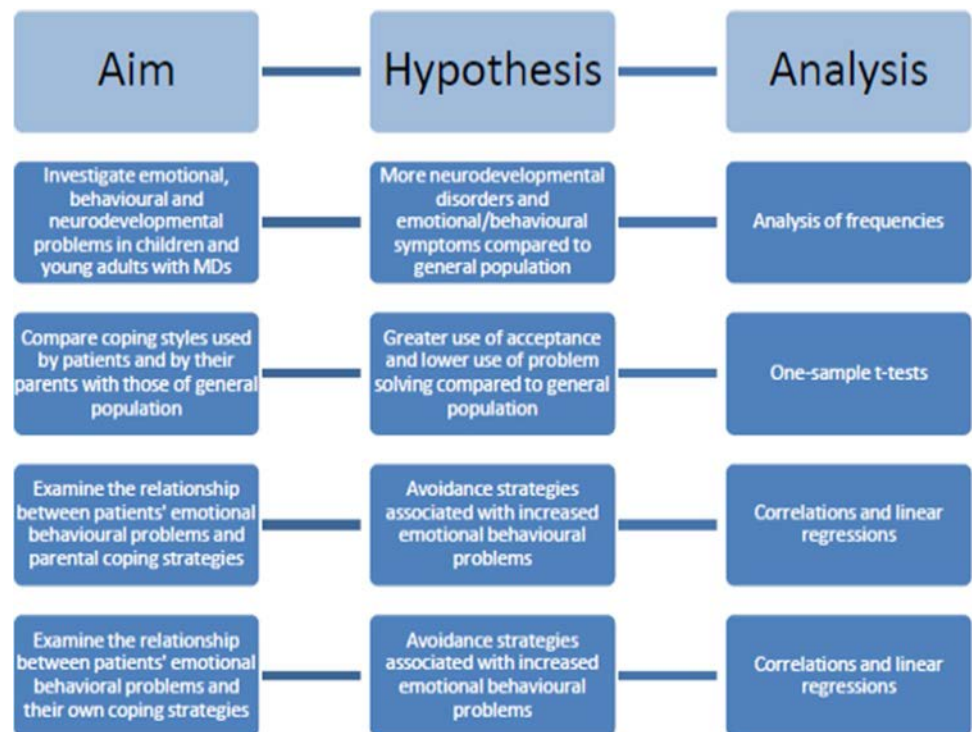 Aim
Hypothesis
Analysis
Investigate emotional,
behavioural and
neurodevelopmental
problems in children and
young adults with MDs
More neurodevelopmental
disorders and
emotional/behavioural
symptoms compared to
general population
Analysis of frequencies
Compare coping styles used
by patients and by their
parents with those of general
population
Greater use of acceptance
and lower use of problem
solving compared to general
population
One-sample t-tests
Examine the relationship
between patients' emotional
behavioural problems and
parental coping strategies
Avoidance strategies
associated with increased
emotional behavioural
problems
Correlations and linear
regressions
Examine the relationship
between patients' emotional
behavioral problems and
their own coping strategies
Avoidance strategies
associated with increased
emotional behavioural
problems
Correlations and linear
regressions